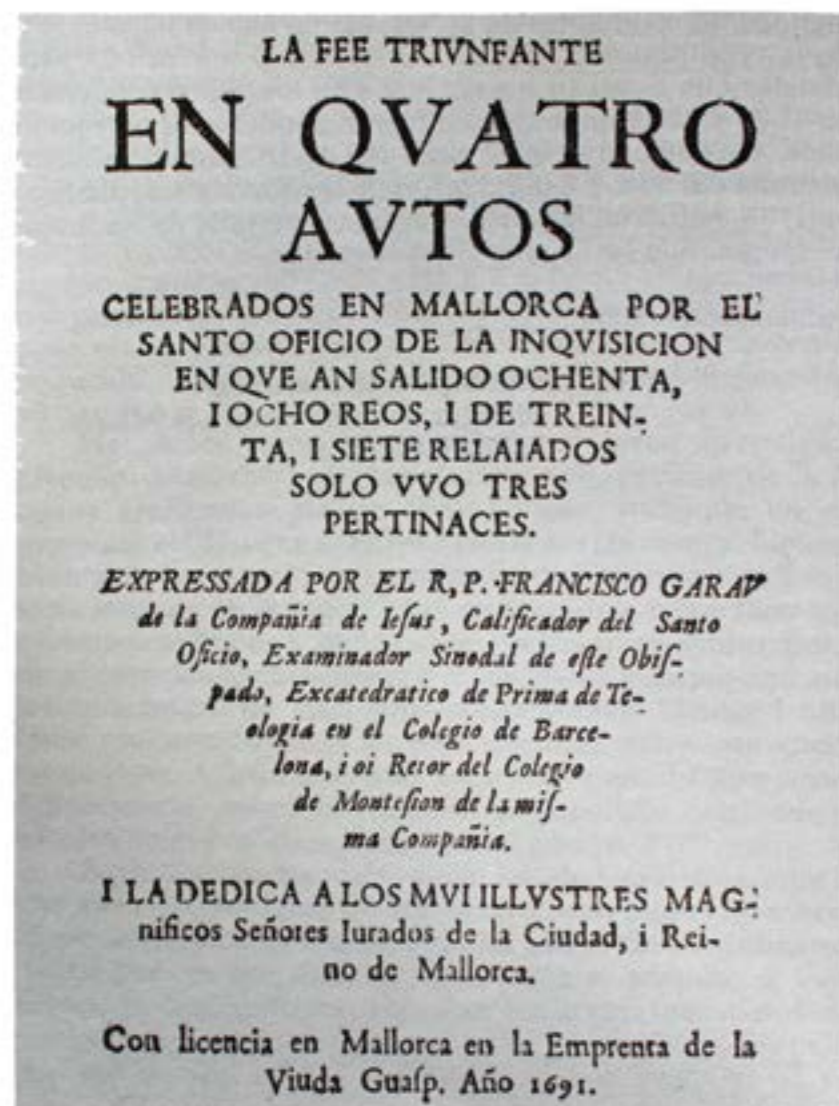 LA FEE TRIVNFANTE
EN QVATRO
AVTOS
CELEBRADOS EN MALLORCA POR EL
SANTO OFICIO DE LA INQVISICION
EN QVE AN SALIDO OCHENTA,
I OCHO REOS, I DE TREIN-
TA, I SIETE RELAIADOS
SOLO VVO TRES
PERTINACES.
EXPRESSADA POR EL R, P. FRANCISCO GARAV
de la Compañia de Ieſus, Calificador del Santo
Oficio, Examinador Sinodal de eſte Obiſ-
pado, Excatedratico de Prima de Te-
ologia en el Colegio de Barce-
lona, i oi Retor del Colegio
de Monteſion de la miſ-
ma Compañia.
I LA DEDICA A LOS MVI ILLVSTRES MAG-
nificos Señores Iurados de la Ciudad, i Rei-
no de Mallorca.
Con licencia en Mallorca en la Emprenta de la
Viuda Guaſp. Año 1691.